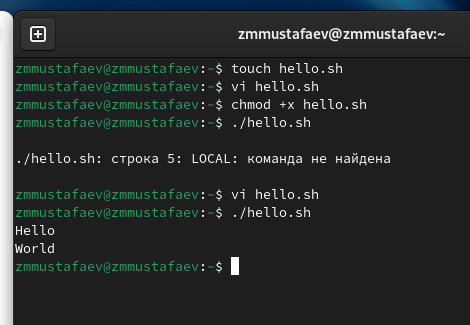 zmmustafaev@zmmustafaev:~
zmmustafaev@zmmustafaev:~$ touch hello.sh
zmmustafaev@zmmustafaev:~$ vi hello.sh
zmmustafaev@zmmustafaev:~$ chmod +x hello.sh
zmmustafaev@zmmustafaev:~$ ./hello.sh
./hello.sh: строка 5: LOCAL: команда не найдена
zmmustafaev@zmmustafaev:~$ vi hello.sh
zmmustafaev@zmmustafaev:~$ ./hello.sh
Hello
World
zmmustafaev@zmmustafaev:~$